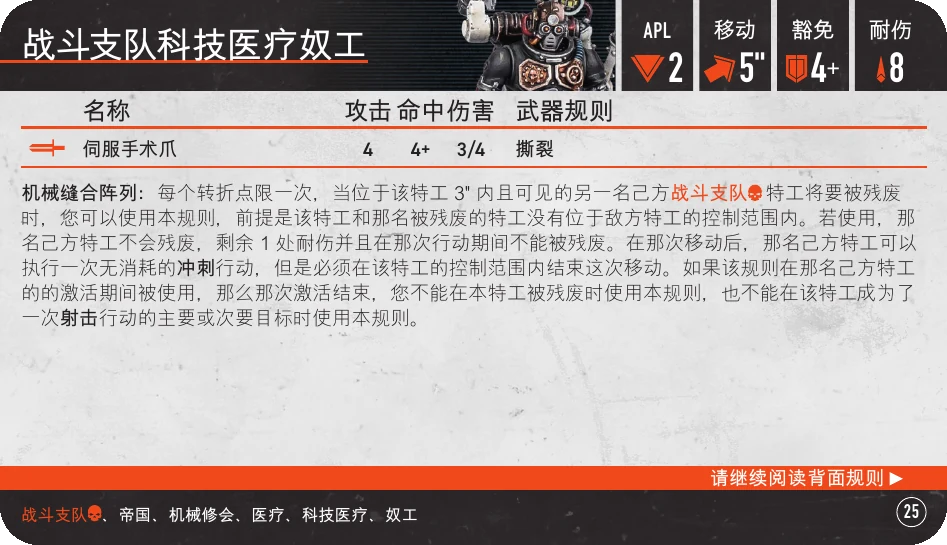 战斗支队科技医疗奴工
APL 移动 豁免 耐伤
2 5" 4+ 8
名称 攻击 命中 伤害 武器规则
伺服手术爪 4 4+ 3/4 撕裂
机械缝合阵列：每个转折点限一次，当位于该特工 3" 内且可见的另一名己方战斗支队特工将要被残废
时，您可以使用本规则，前提是该特工和那名被残废的特工没有位于敌方特工的控制范围内。若使用，那
名己方特工不会残废，剩余 1 处耐伤并且在那次行动期间不能被残废。在那次移动后，那名己方特工可以
执行一次无消耗的冲刺行动，但是必须在该特工的控制范围内结束这次移动。如果该规则在那名己方特工
的的激活期间被使用，那么那次激活结束，您不能在本特工被残废时使用本规则，也不能在该特工成为了
一次射击行动的主要或次要目标时使用本规则。
请继续阅读背面规则 ▶
战斗支队、帝国、机械修会、医疗、科技医疗、奴工
25